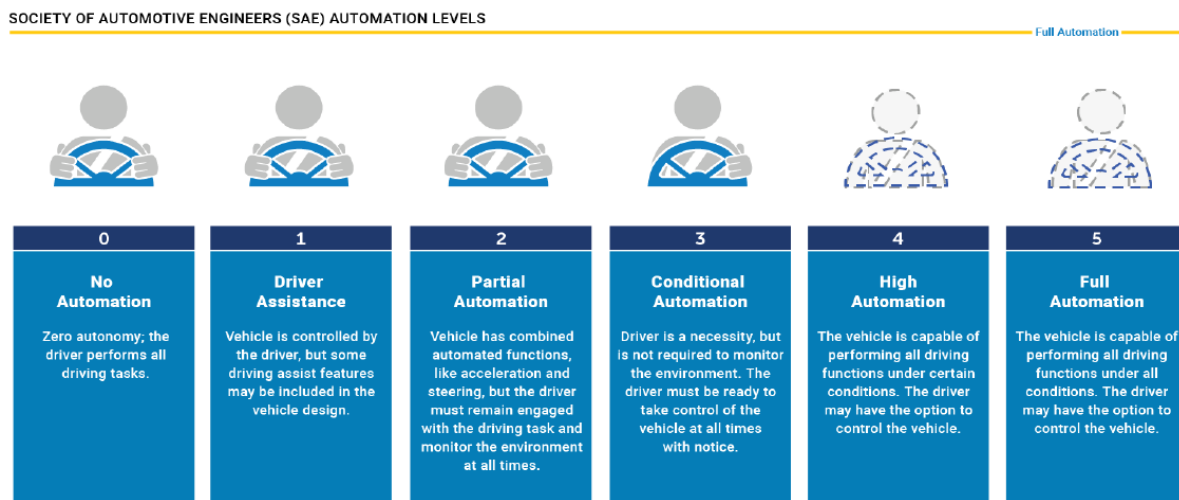 SOCIETY OF AUTOMOTIVE ENGINEERS (SAE) AUTOMATION LEVELS
Full Automation
0
No
Automation
Zero autonomy; the
driver performs all
driving tasks.
1
Driver
Assistance
Vehicle is controlled by
the driver, but some
driving assist features
may be included in the
vehicle design.
2
Partial
Automation
Vehicle has combined
automated functions,
like acceleration and
steering, but the driver
must remain engaged
with the driving task and
monitor the environment
at all times.
3
Conditional
Automation
Driver is a necessity, but
is not required to monitor
the environment. The
driver must be ready to
take control of the
vehicle at all times
with notice.
4
High
Automation
The vehicle is capable of
performing all driving
functions under certain
conditions. The driver
may have the option to
control the vehicle.
5
Full
Automation
The vehicle is capable of
performing all driving
functions under all
conditions. The driver
may have the option to
control the vehicle.